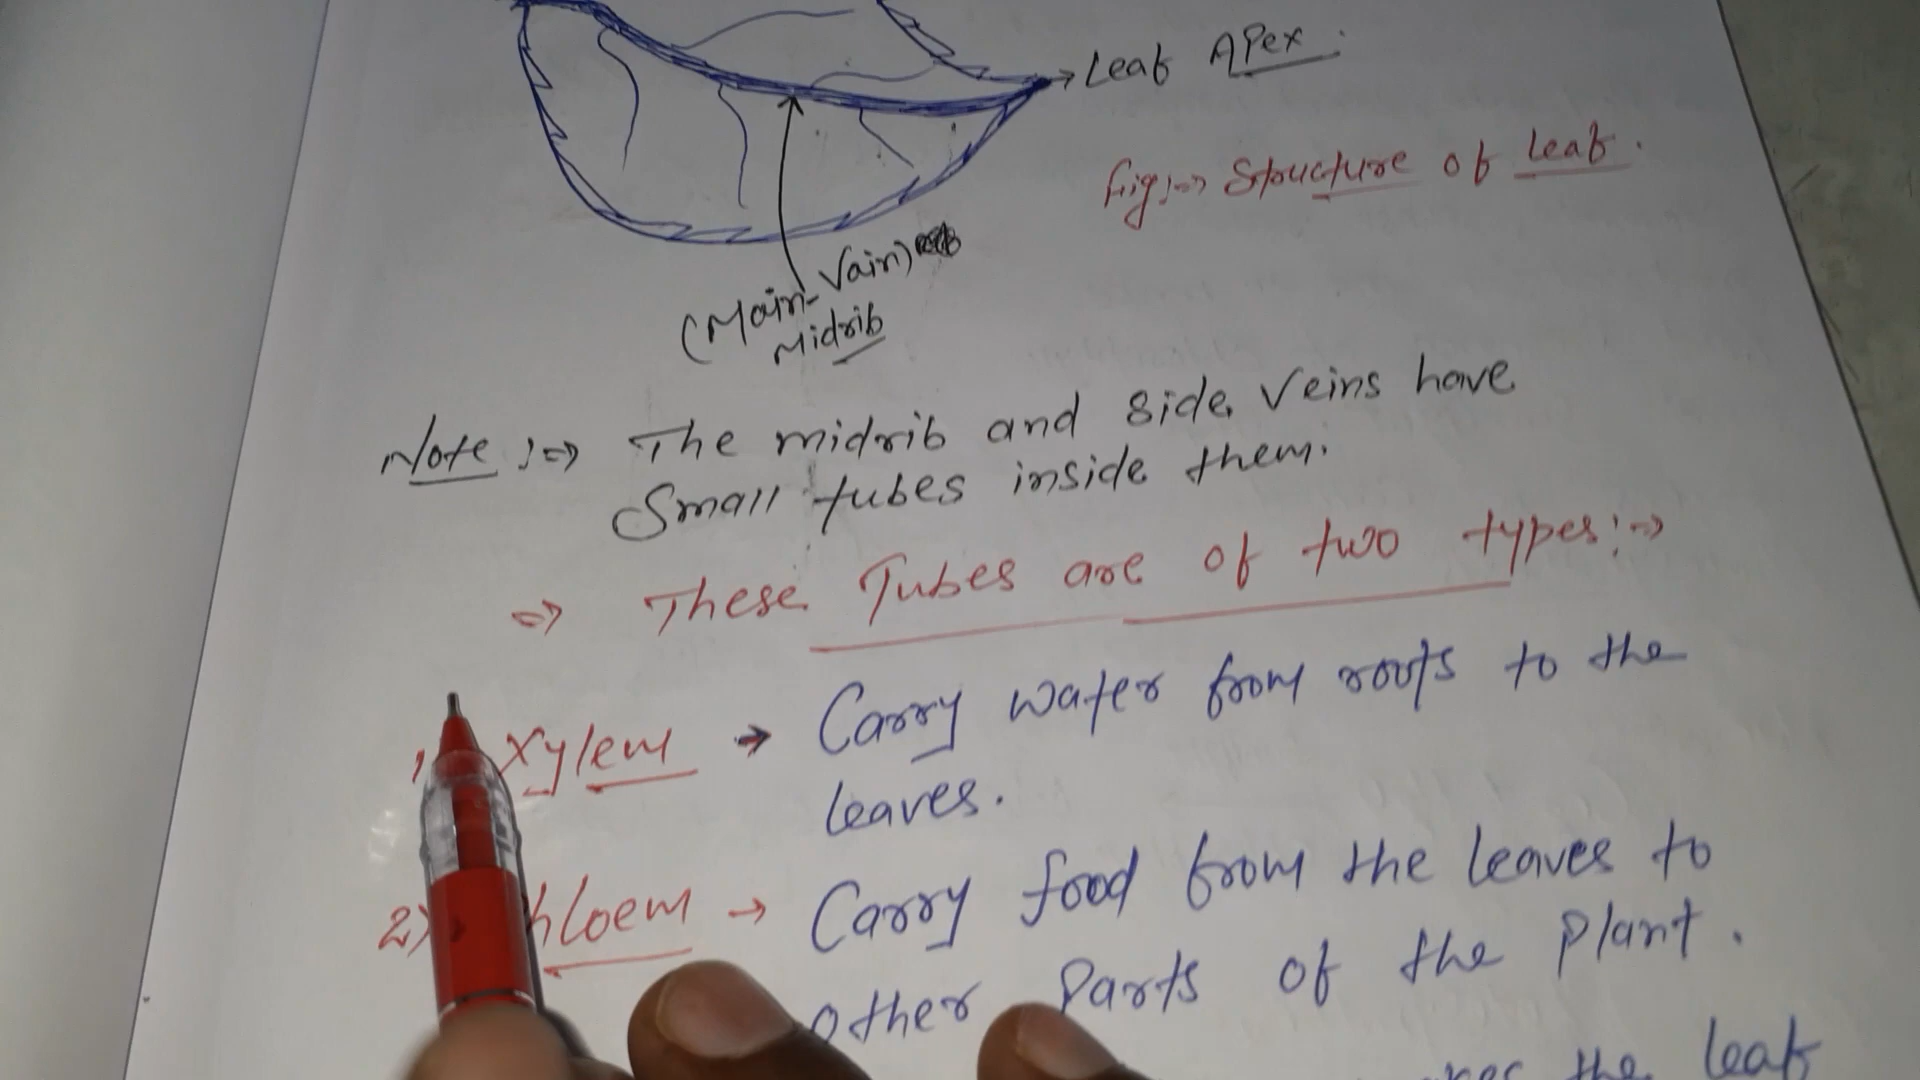 Leaf Apex.
Fig:-> Structure of Leaf.
(Main-Vain)
Midrib
Note :=> The midrib and side veins have
Small tubes inside them.
=> These Tubes are of two types:->
1) Xylem -> Carry water from roots to the
leaves.
2) hloem -> Carry food from the leaves to
other parts of the plant.
the leaf